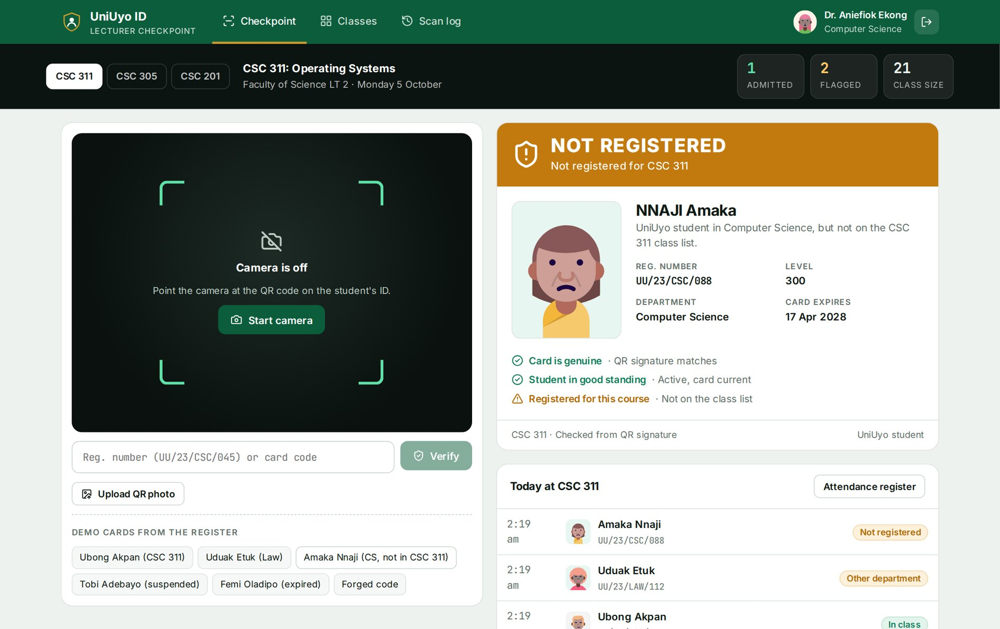 UniUyo ID
LECTURER CHECKPOINT
Checkpoint
Classes
Scan log
Dr. Aniefiok Ekong
Computer Science
CSC 311
CSC 305
CSC 201
CSC 311: Operating Systems
Faculty of Science LT 2 · Monday 5 October
1
ADMITTED
2
FLAGGED
21
CLASS SIZE
Camera is off
Point the camera at the QR code on the student's ID.
Start camera
Reg. number (UU/23/CSC/045) or card code
Verify
Upload QR photo
DEMO CARDS FROM THE REGISTER
Ubong Akpan (CSC 311)
Uduak Etuk (Law)
Amaka Nnaji (CS, not in CSC 311)
Tobi Adebayo (suspended)
Femi Oladipo (expired)
Forged code
NOT REGISTERED
Not registered for CSC 311
NNAJI Amaka
UniUyo student in Computer Science, but not on the CSC
311 class list.
REG. NUMBER
UU/23/CSC/088
LEVEL
300
DEPARTMENT
Computer Science
CARD EXPIRES
17 Apr 2028
Card is genuine · QR signature matches
Student in good standing · Active, card current
Registered for this course · Not on the class list
CSC 311 · Checked from QR signature
UniUyo student
Today at CSC 311
Attendance register
2:19
am
Amaka Nnaji
UU/23/CSC/088
Not registered
2:19
am
Uduak Etuk
UU/23/LAW/112
Other department
2:19
Ubong Akpan
In class